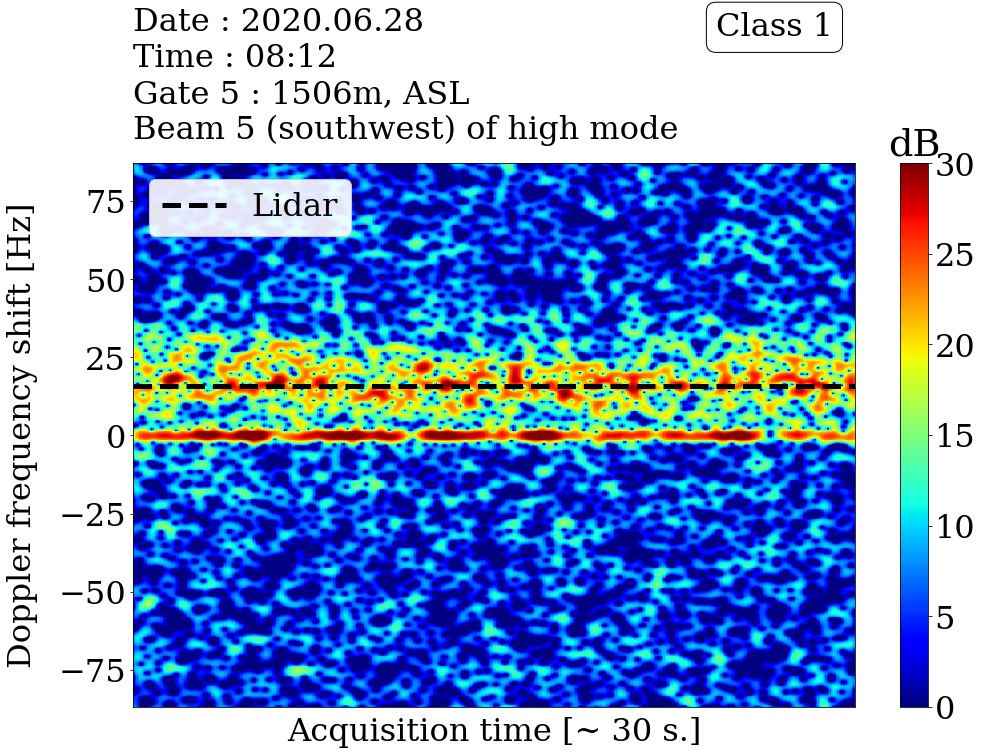 Date : 2020.06.28
Time : 08:12
Gate 5 : 1506m, ASL
Beam 5 (southwest) of high mode
Class 1
dB
Lidar
Doppler frequency shift [Hz]
75
50
25
0
−25
−50
−75
Acquisition time [~ 30 s.]
30
25
20
15
10
5
0